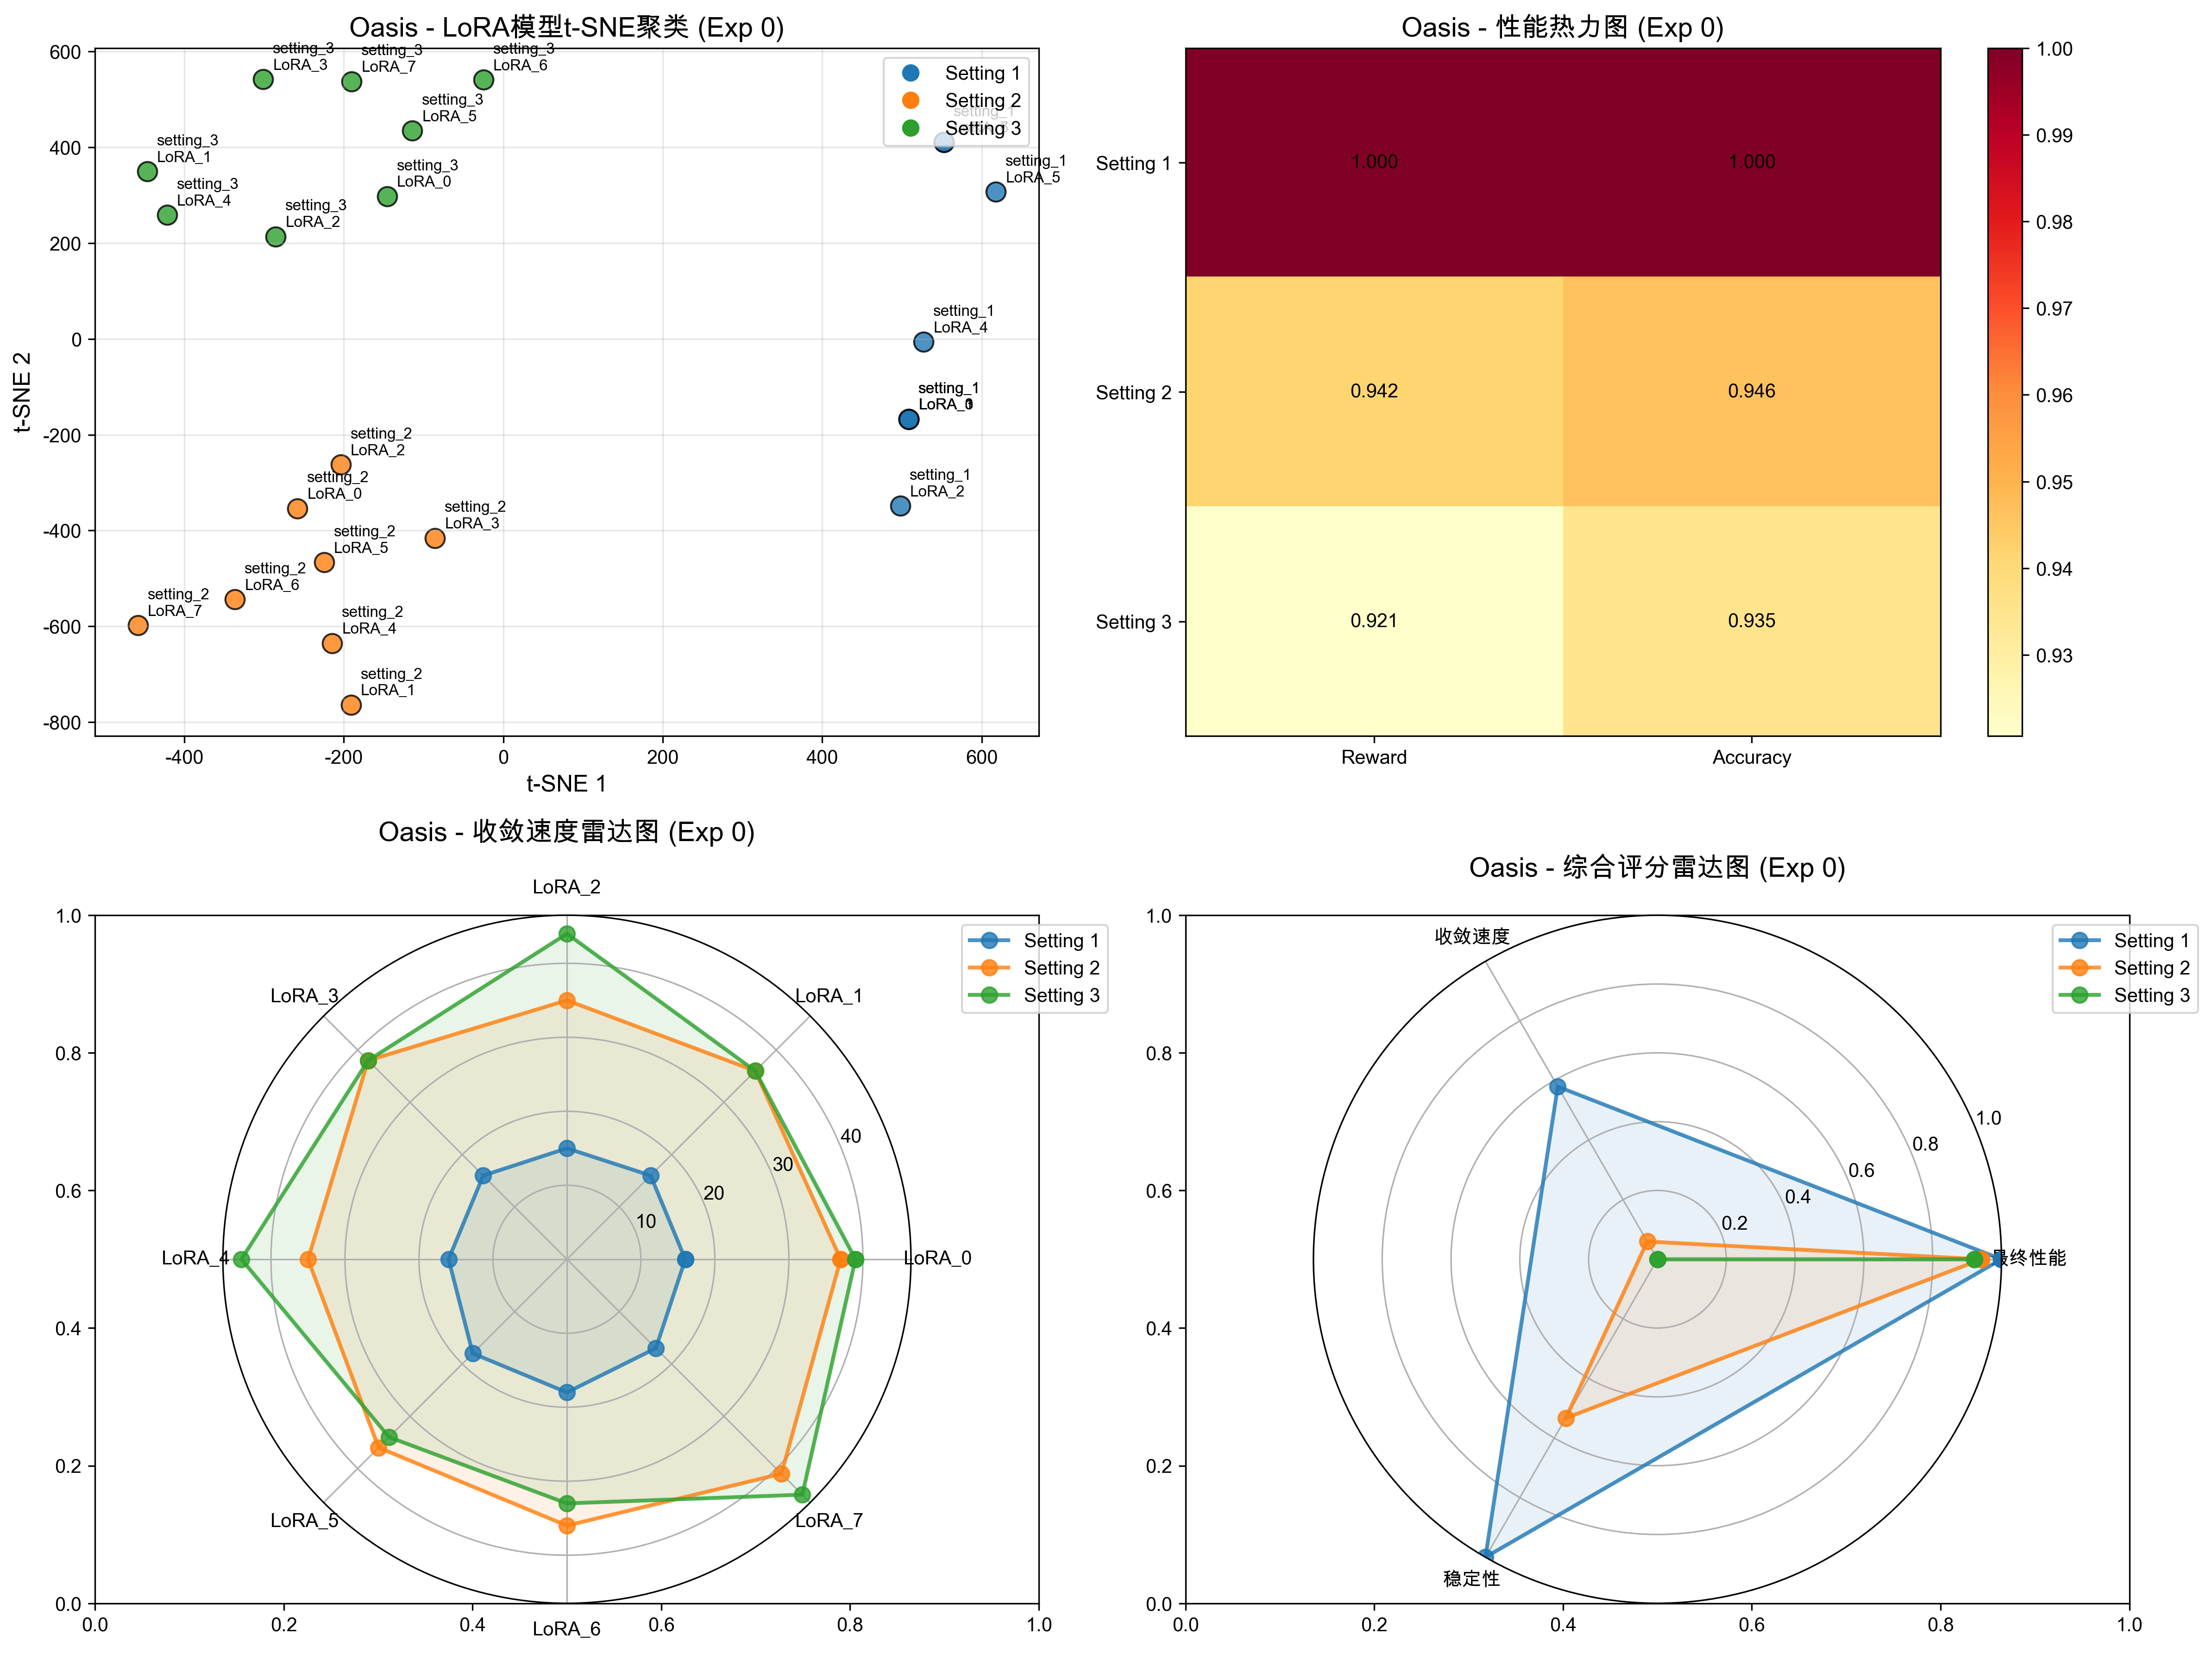 Oasis - LoRA模型t-SNE聚类 (Exp 0)
600
400
200
0
-200
-400
-600
-800
t-SNE 2
-400
-200
0
200
400
600
t-SNE 1
Setting 1
Setting 2
Setting 3
setting_3
LoRA_3
setting_3
LoRA_7
setting_3
LoRA_6
setting_3
LoRA_5
setting_3
LoRA_1
setting_3
LoRA_4
setting_3
LoRA_0
setting_3
LoRA_2
setting_1
LoRA_5
setting_1
LoRA_4
setting_1
setting_1
LoRA_2
setting_2
LoRA_2
setting_2
LoRA_0
setting_2
LoRA_3
setting_2
LoRA_5
setting_2
LoRA_6
setting_2
LoRA_7
setting_2
LoRA_4
setting_2
LoRA_1
Oasis - 性能热力图 (Exp 0)
Setting 1
1.000
1.000
Setting 2
0.942
0.946
Setting 3
0.921
0.935
Reward
Accuracy
1.00
0.99
0.98
0.97
0.96
0.95
0.94
0.93
Oasis - 收敛速度雷达图 (Exp 0)
LoRA_2
LoRA_3
LoRA_1
LoRA_4
LoRA_0
LoRA_5
LoRA_7
LoRA_6
10
20
30
40
Setting 1
Setting 2
Setting 3
1.0
0.8
0.6
0.4
0.2
0.0
0.0
0.2
0.4
0.6
0.8
1.0
Oasis - 综合评分雷达图 (Exp 0)
收敛速度
最终性能
稳定性
0.2
0.4
0.6
0.8
1.0
Setting 1
Setting 2
Setting 3
1.0
0.8
0.6
0.4
0.2
0.0
0.0
0.2
0.4
0.6
0.8
1.0